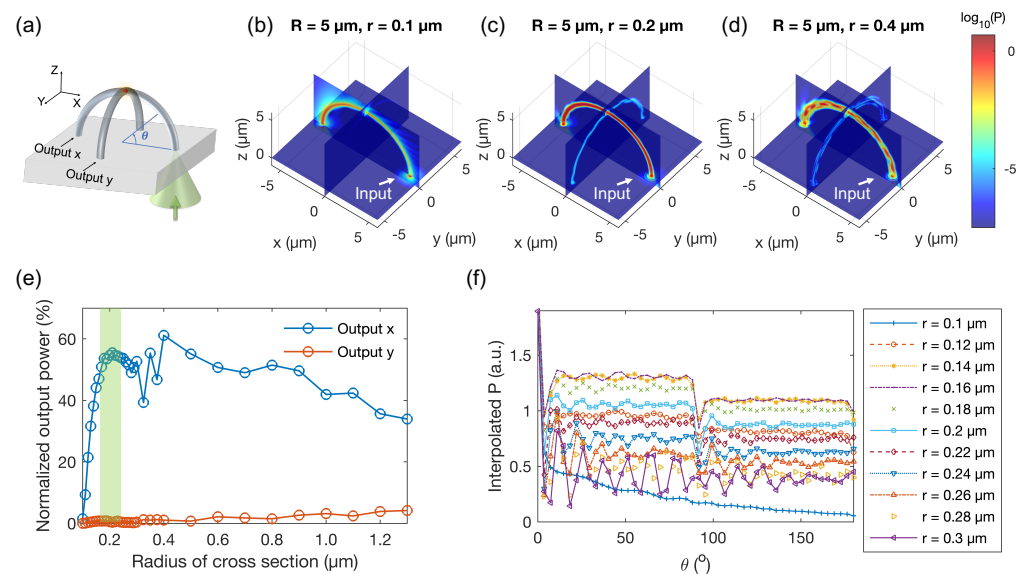 (a)
Z
X
Y
θ
Output x
Output y
(b)
R = 5 µm, r = 0.1 µm
z (µm)
5
0
-5
0
5
x (µm)
-5
0
5
y (µm)
Input
(c)
R = 5 µm, r = 0.2 µm
z (µm)
5
0
-5
0
5
x (µm)
-5
0
5
y (µm)
Input
(d)
R = 5 µm, r = 0.4 µm
z (µm)
5
0
-5
0
5
x (µm)
-5
0
5
y (µm)
Input
log10(P)
0
-5
(e)
Normalized output power (%)
60
40
20
0
0.2 0.4 0.6 0.8 1.0 1.2
Radius of cross section (µm)
Output x
Output y
(f)
Interpolated P (a.u.)
1.5
1
0.5
0
0 50 100 150
θ (o)
r = 0.1 µm
r = 0.12 µm
r = 0.14 µm
r = 0.16 µm
r = 0.18 µm
r = 0.2 µm
r = 0.22 µm
r = 0.24 µm
r = 0.26 µm
r = 0.28 µm
r = 0.3 µm